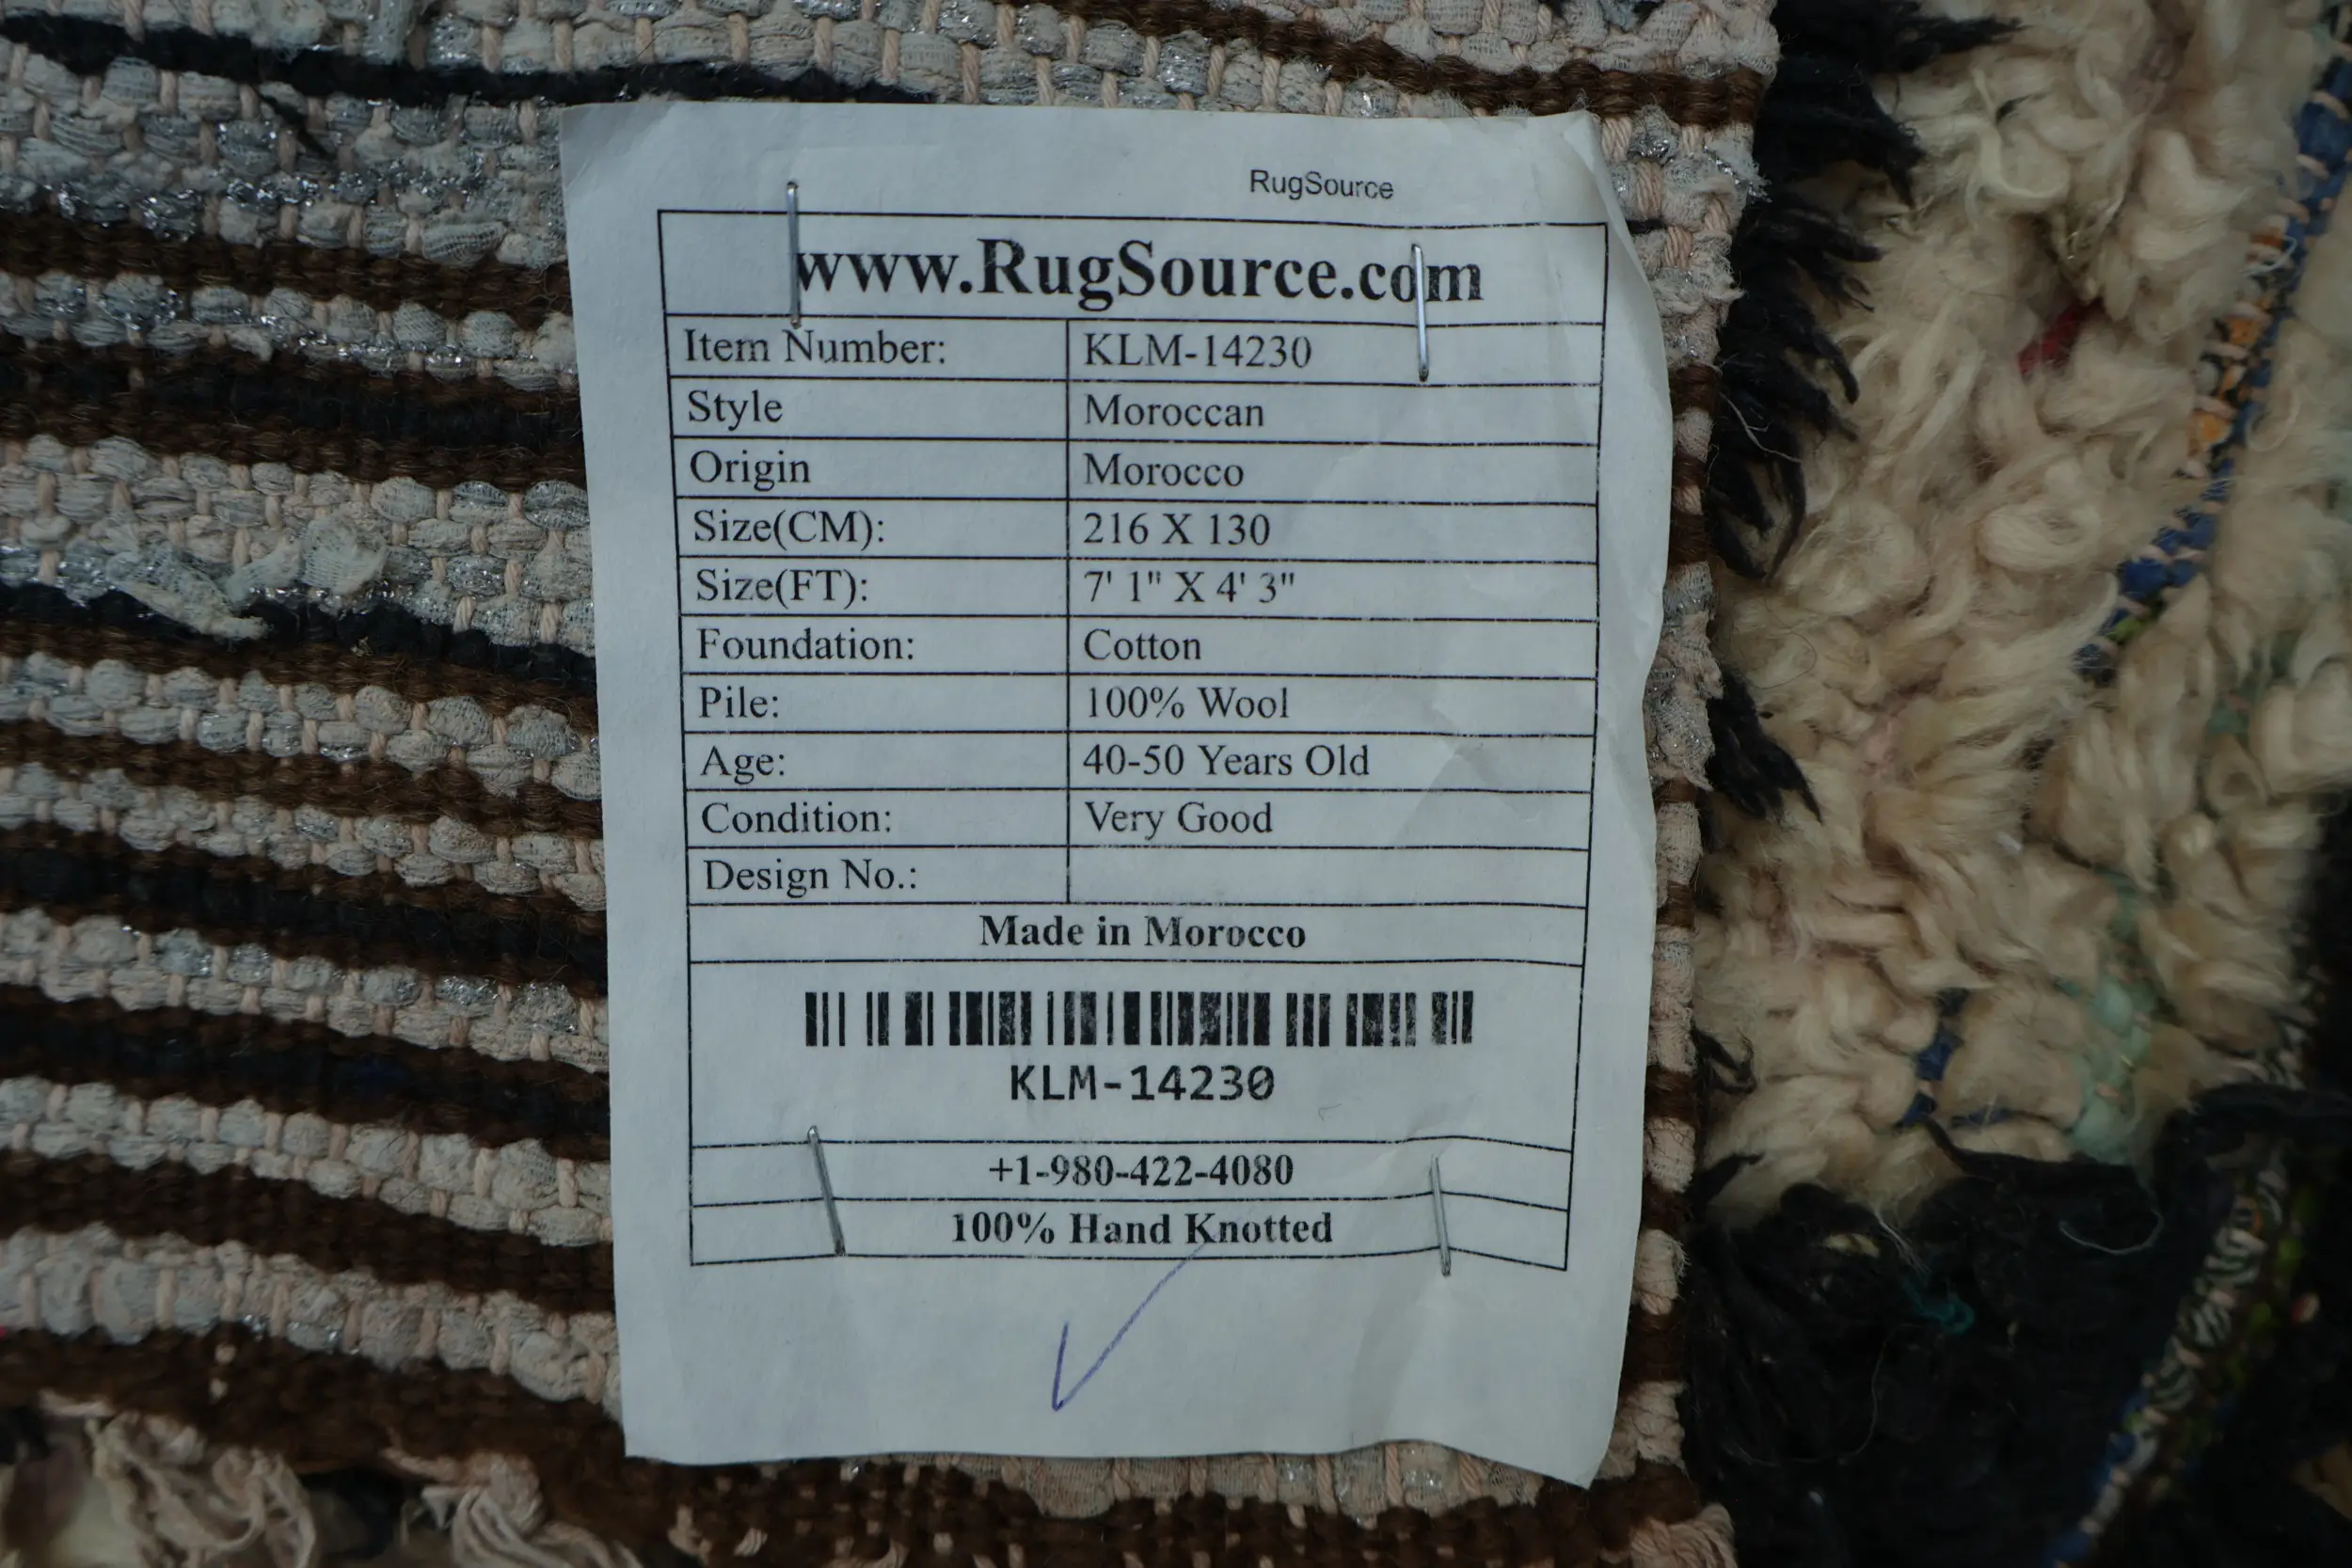 RugSource
www.RugSource.com
Item Number: KLM-14230
Style Moroccan
Origin Morocco
Size(CM): 216 X 130
Size(FT): 7' 1" X 4' 3"
Foundation: Cotton
Pile: 100% Wool
Age: 40-50 Years Old
Condition: Very Good
Design No.:
Made in Morocco
KLM-14230
+1-980-422-4080
100% Hand Knotted